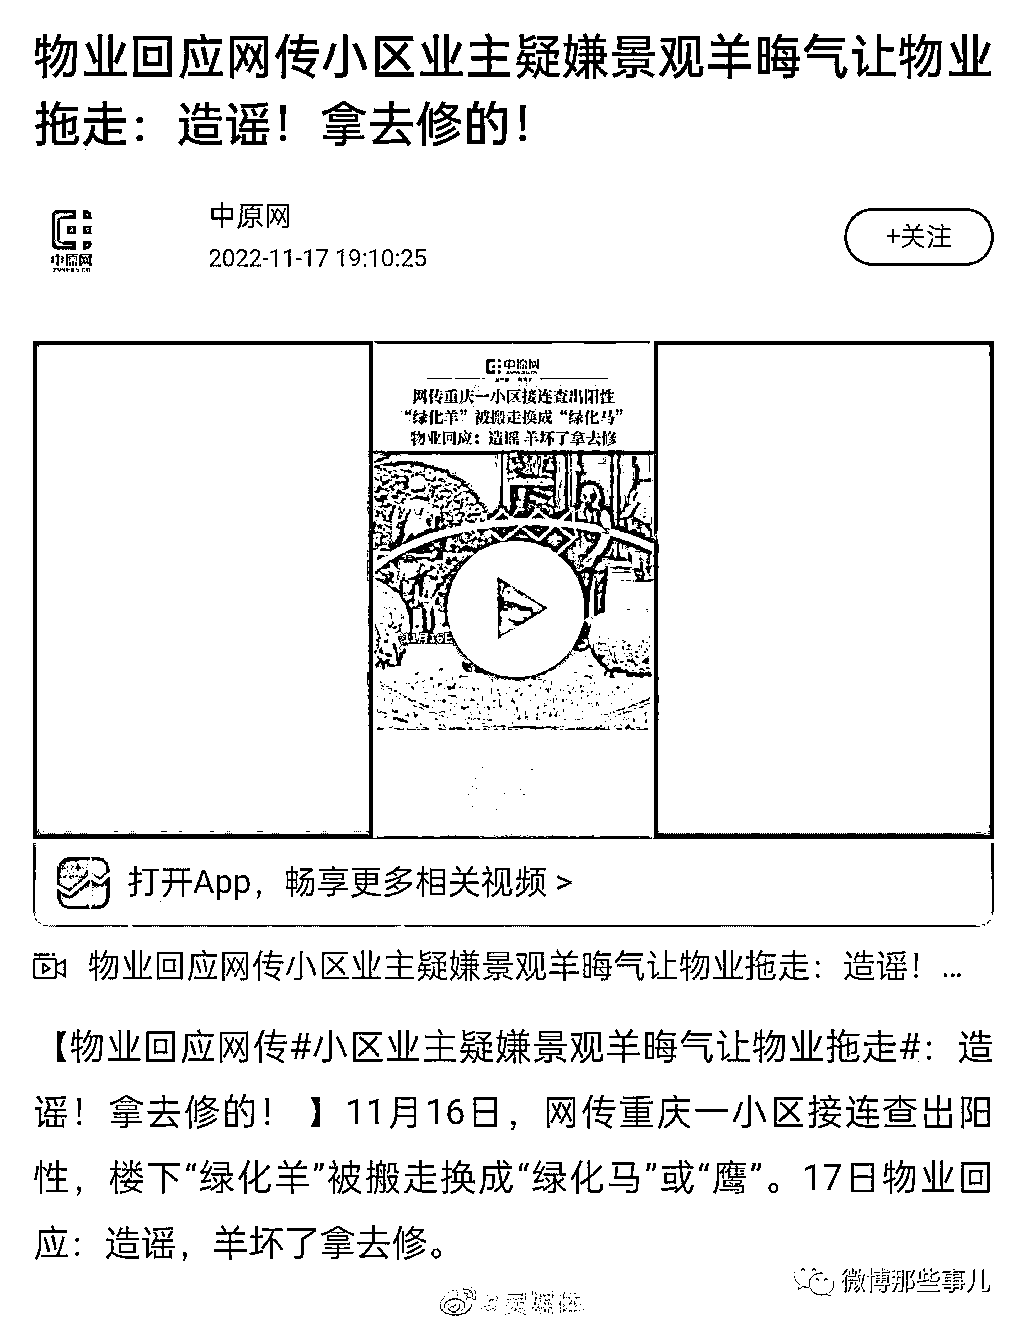 物业回应网传小区业主疑嫌景观羊晦气让物业
拖走：造谣！拿去修的！
中原网
中原网
2022-11-17 19:10:25
+关注
中原网
网传重庆一小区接连查出阳性
“绿化羊”被搬走换成“绿化马”
物业回应：造谣 羊坏了拿去修
11月16日
打开App，畅享更多相关视频 >
物业回应网传小区业主疑嫌景观羊晦气让物业拖走：造谣！...
【物业回应网传#小区业主疑嫌景观羊晦气让物业拖走#：造
谣！拿去修的！】11月16日，网传重庆一小区接连查出阳
性，楼下“绿化羊”被搬走换成“绿化马”或“鹰”。17日物业回
应：造谣，羊坏了拿去修。
微博那些事儿